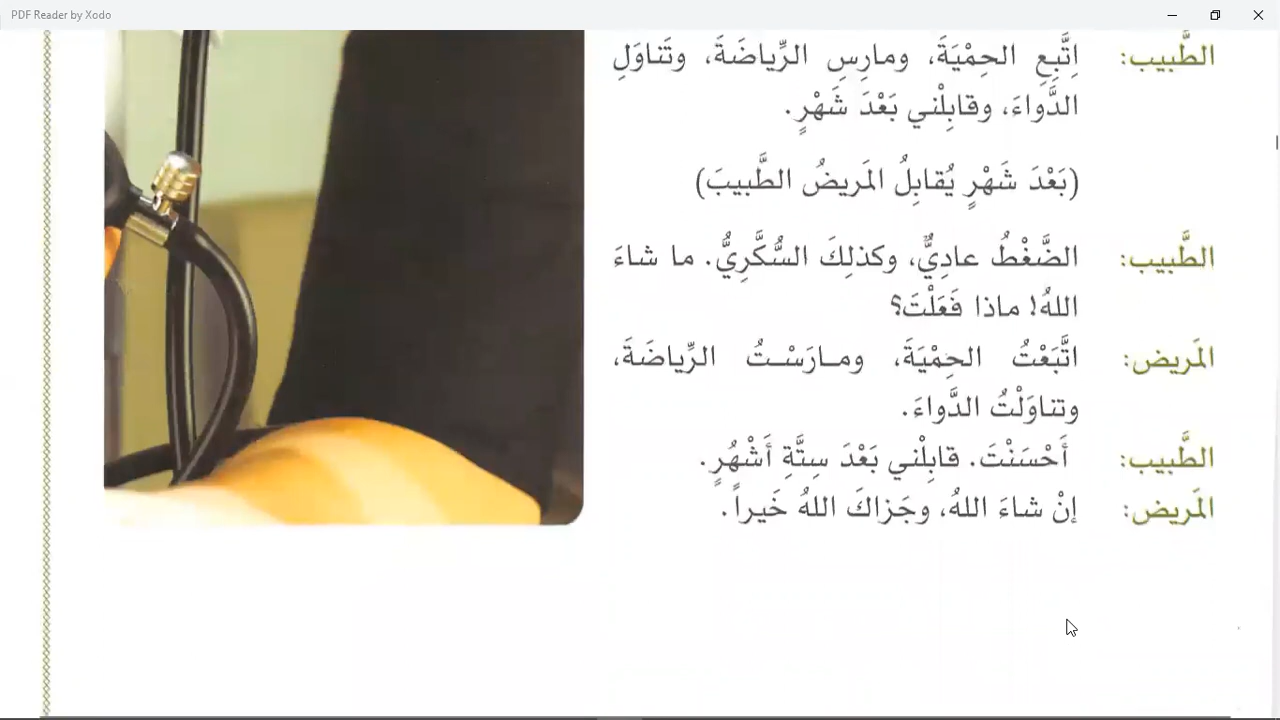 PDF Reader by Xodo
الطَّبيب: اِتَّبِعِ الحِمْيَةَ، ومارِسِ الرِّياضَةَ، وتَناوَلِ
الدَّواءَ، وقابِلْني بَعْدَ شَهْرٍ.
(بَعْدَ شَهْرٍ يُقابِلُ المَريضُ الطَّبيبَ)
الطَّبيب: الضَّغْطُ عادِيٌّ، وكذلِكَ السُّكَّرِيُّ. ما شاءَ
اللهُ! ماذا فَعَلْتَ؟
المَريض: اتَّبَعْتُ الحِمْيَةَ، ومـارَسْـتُ الرِّياضَةَ،
وتناوَلْتُ الدَّواءَ.
الطَّبيب: أَحْسَنْتَ. قابِلْني بَعْدَ سِتَّةِ أَشْهُرٍ.
المَريض: إنْ شاءَ اللهُ، وجَزاكَ اللهُ خَيراً.